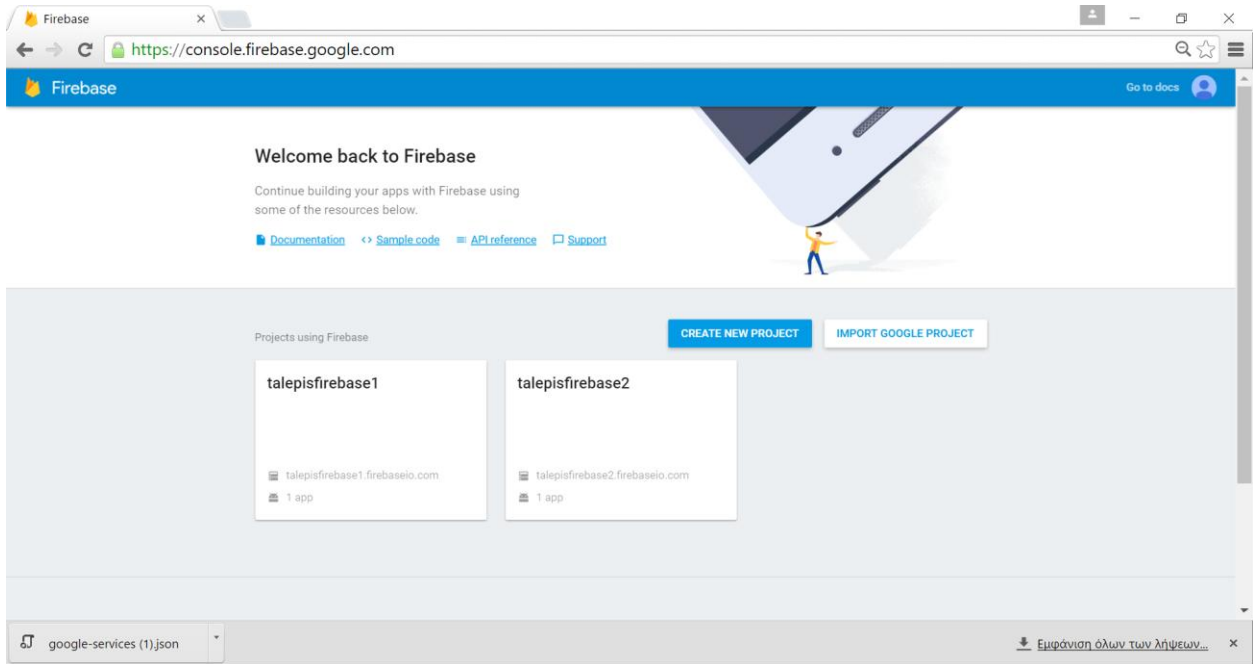 Firebase
https://console.firebase.google.com
Firebase
Go to docs
Welcome back to Firebase
Continue building your apps with Firebase using
some of the resources below.
Documentation <> Sample code API reference Support
Projects using Firebase
CREATE NEW PROJECT
IMPORT GOOGLE PROJECT
talepisfirebase1
talepisfirebase1.firebaseio.com
1 app
talepisfirebase2
talepisfirebase2.firebaseio.com
1 app
google-services (1).json
Εμφάνιση όλων των λήψεων...